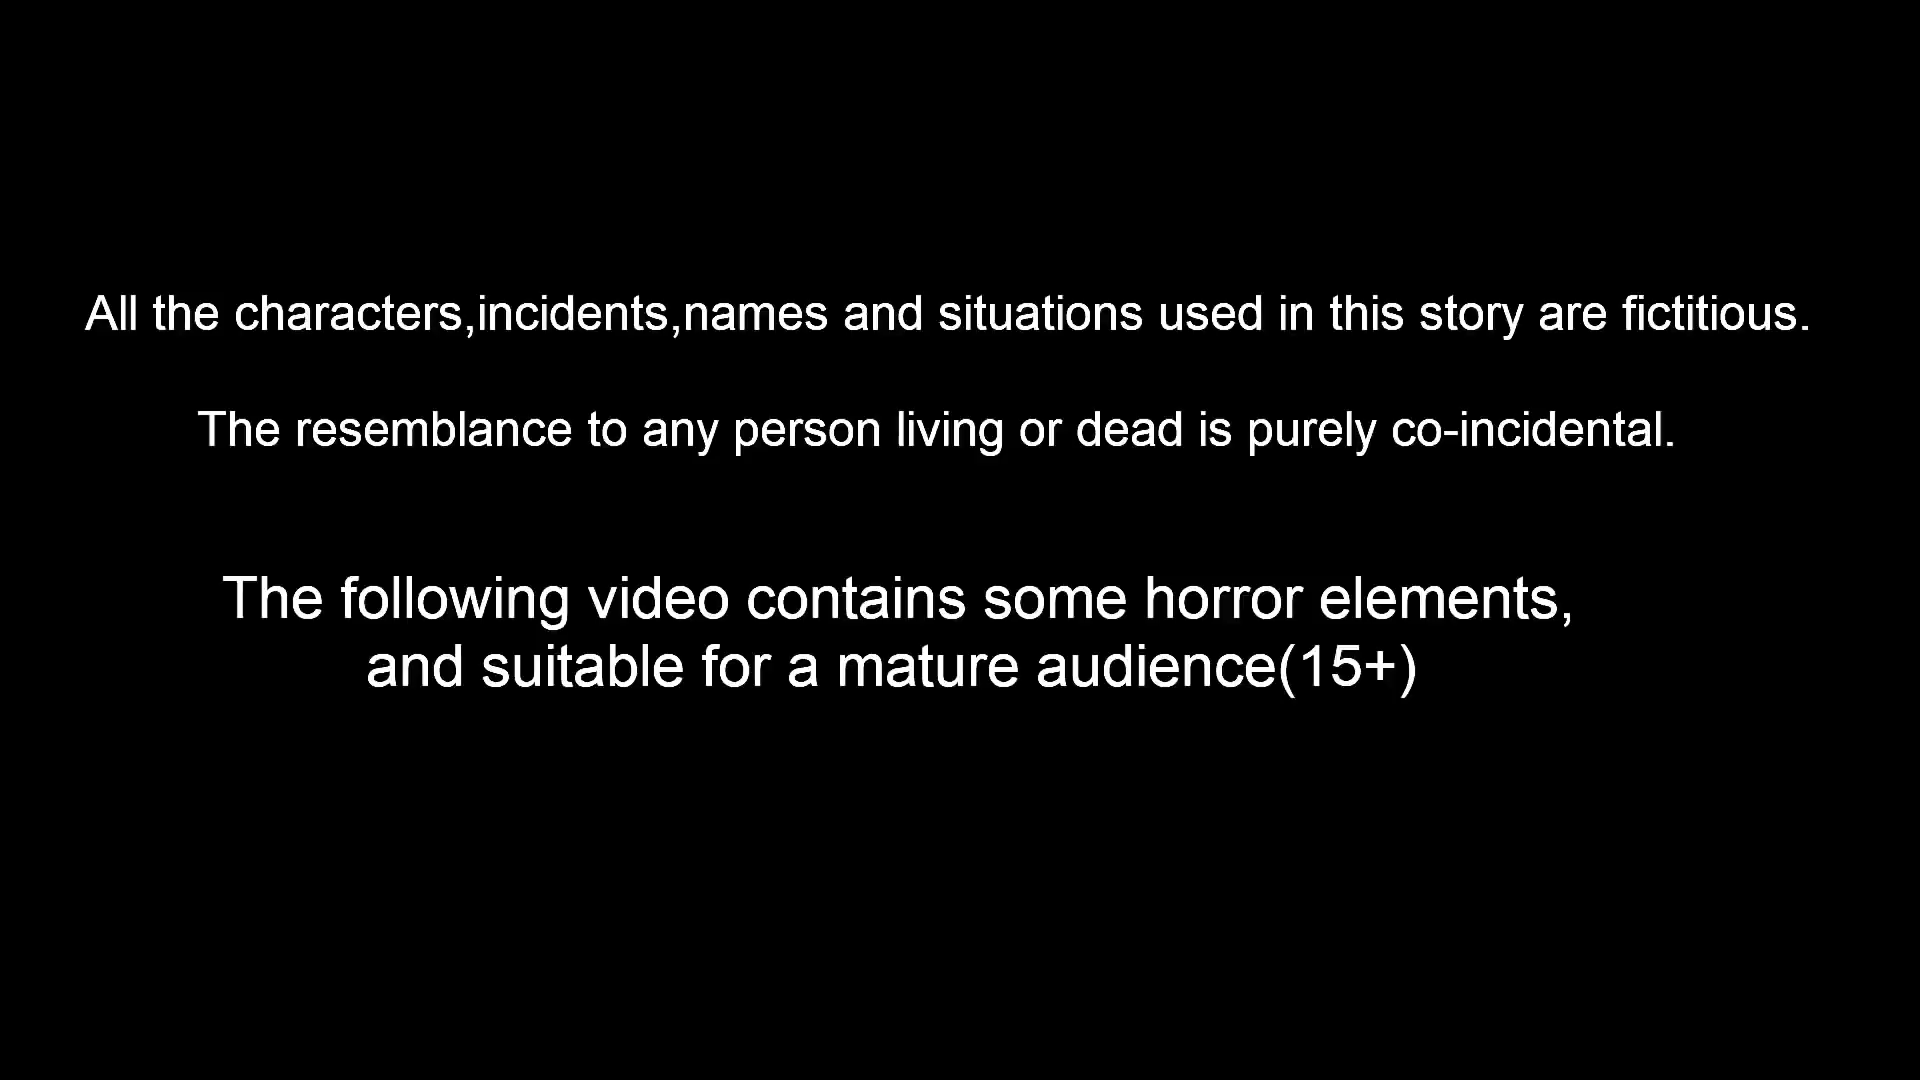 All the characters,incidents,names and situations used in this story are fictitious.
The resemblance to any person living or dead is purely co-incidental.
The following video contains some horror elements,
and suitable for a mature audience(15+)